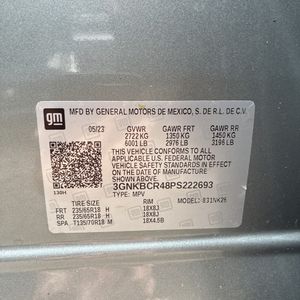 gm
MFD BY GENERAL MOTORS DE MEXICO, S. DE R.L. DE C.V.
05/23 GVWR GAWR FRT GAWR RR
2722 KG 1350 KG 1450 KG
6001 LB 2976 LB 3196 LB
THIS VEHICLE CONFORMS TO ALL
APPLICABLE U.S. FEDERAL MOTOR
VEHICLE SAFETY STANDARDS IN
EFFECT ON THE DATE OF
MANUFACTURE SHOWN ABOVE.
3GNKBCR48PS222693
130H TYPE: MPV MODEL: 1NK26
TIRE SIZE RIM
FRT 235/65R18 H 18X8J
RR 235/65R18 H 18X8J
SPA T135/70R18 M 18X4.5B